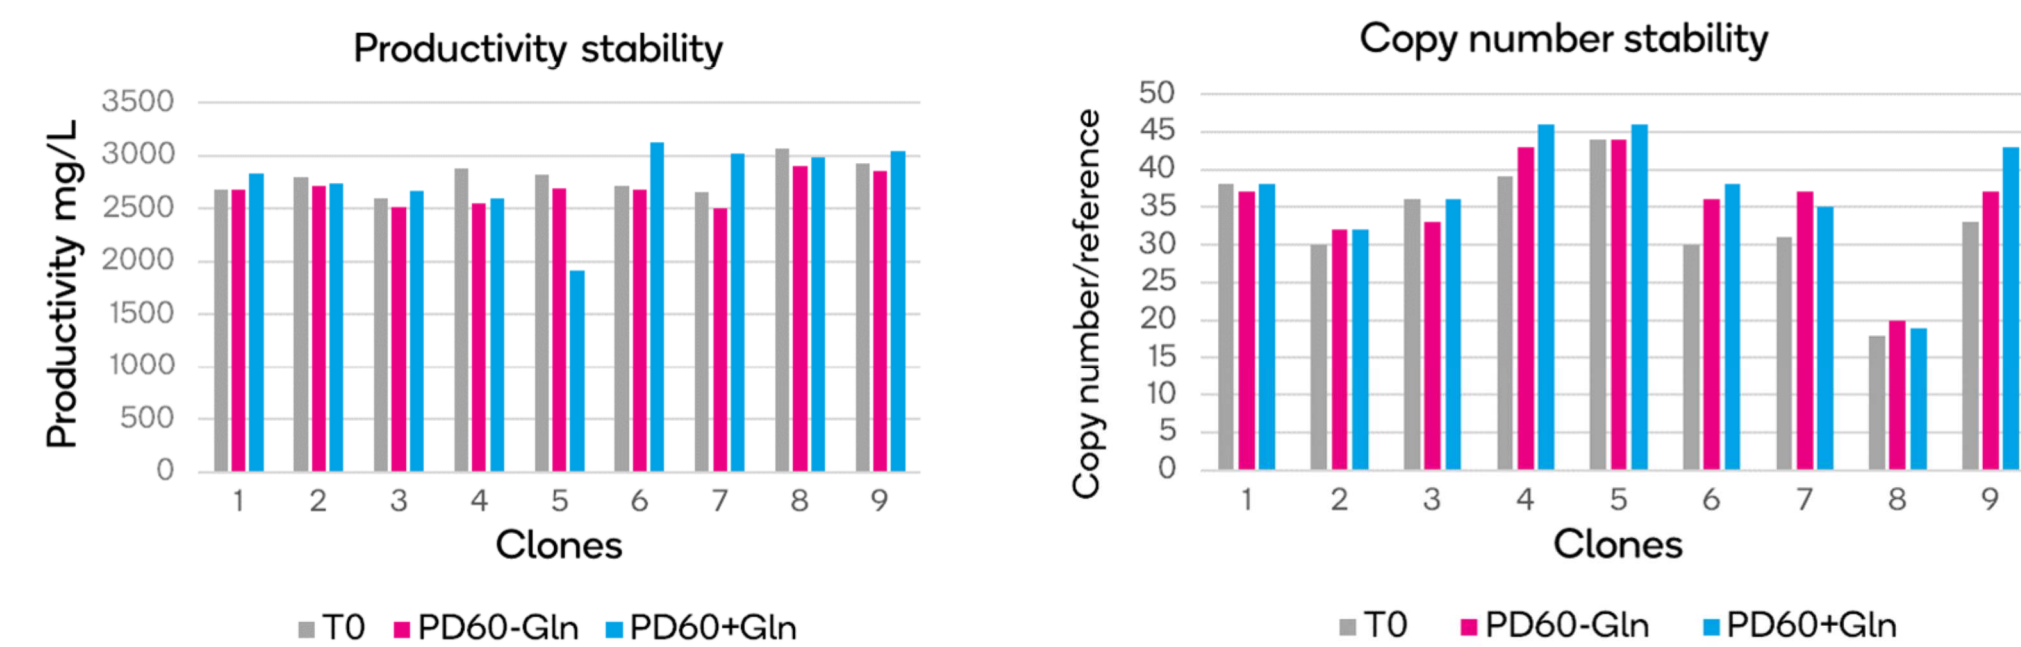 Productivity stability
Productivity mg/L
3500
3000
2500
2000
1500
1000
500
0
1 2 3 4 5 6 7 8 9
Clones
T0 PD60-Gln PD60+Gln
Copy number stability
Copy number/reference
50
45
40
35
30
25
20
15
10
5
0
1 2 3 4 5 6 7 8 9
Clones
T0 PD60-Gln PD60+Gln